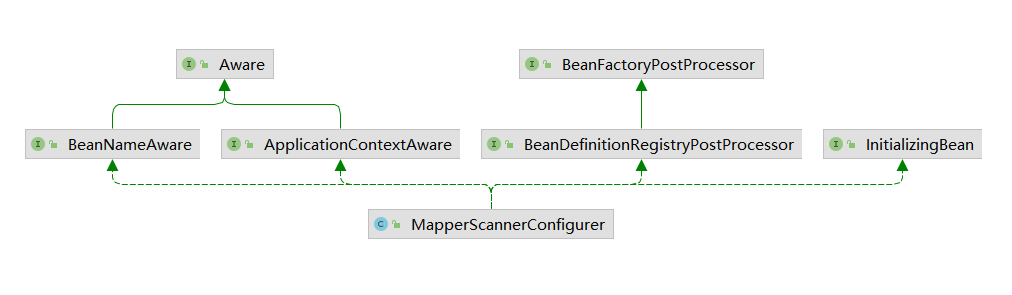 I Aware
I BeanFactoryPostProcessor
I BeanNameAware
I ApplicationContextAware
I BeanDefinitionRegistryPostProcessor
I InitializingBean
C MapperScannerConfigurer